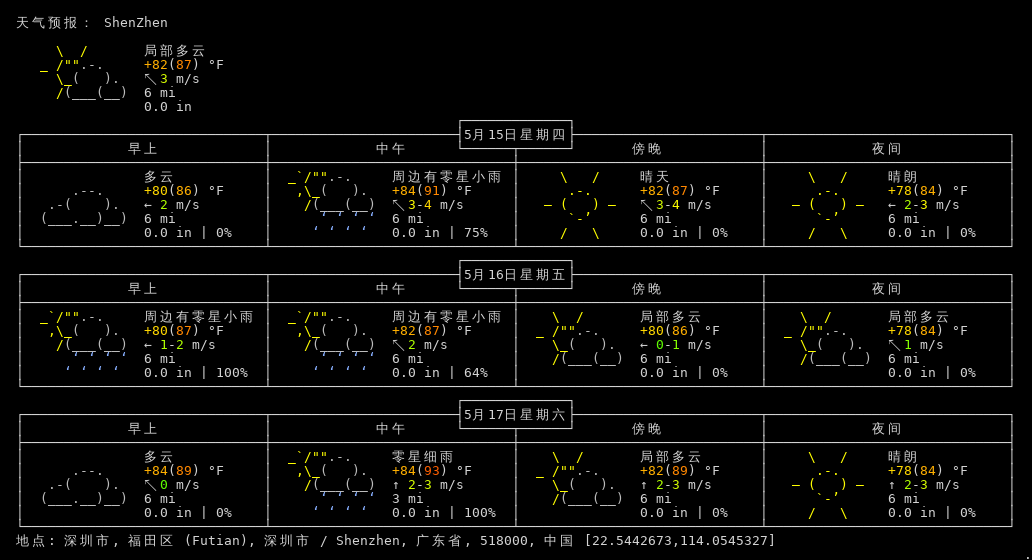 天气预报： ShenZhen
局部多云
+82(87) °F
↖3 m/s
6 mi
0.0 in
5月15日星期四
早上 中午 傍晚 夜间
多云 周边有零星小雨 晴天 晴朗
+80(86) °F +84(91) °F +82(87) °F +78(84) °F
← 2 m/s ↖3-4 m/s ↖3-4 m/s ← 2-3 m/s
6 mi 6 mi 6 mi 6 mi
0.0 in | 0% 0.0 in | 75% 0.0 in | 0% 0.0 in | 0%
5月16日星期五
早上 中午 傍晚 夜间
周边有零星小雨 周边有零星小雨 局部多云 局部多云
+80(87) °F +82(87) °F +80(86) °F +78(84) °F
← 1-2 m/s ↖2 m/s ← 0-1 m/s ↖1 m/s
6 mi 6 mi 6 mi 6 mi
0.0 in | 100% 0.0 in | 64% 0.0 in | 0% 0.0 in | 0%
5月17日星期六
早上 中午 傍晚 夜间
多云 零星细雨 局部多云 晴朗
+84(89) °F +84(93) °F +82(89) °F +78(84) °F
↖0 m/s ↑ 2-3 m/s ↑ 2-3 m/s ↑ 2-3 m/s
6 mi 3 mi 6 mi 6 mi
0.0 in | 0% 0.0 in | 100% 0.0 in | 0% 0.0 in | 0%
地点: 深圳市, 福田区 (Futian), 深圳市 / Shenzhen, 广东省, 518000, 中国 [22.5442673,114.0545327]